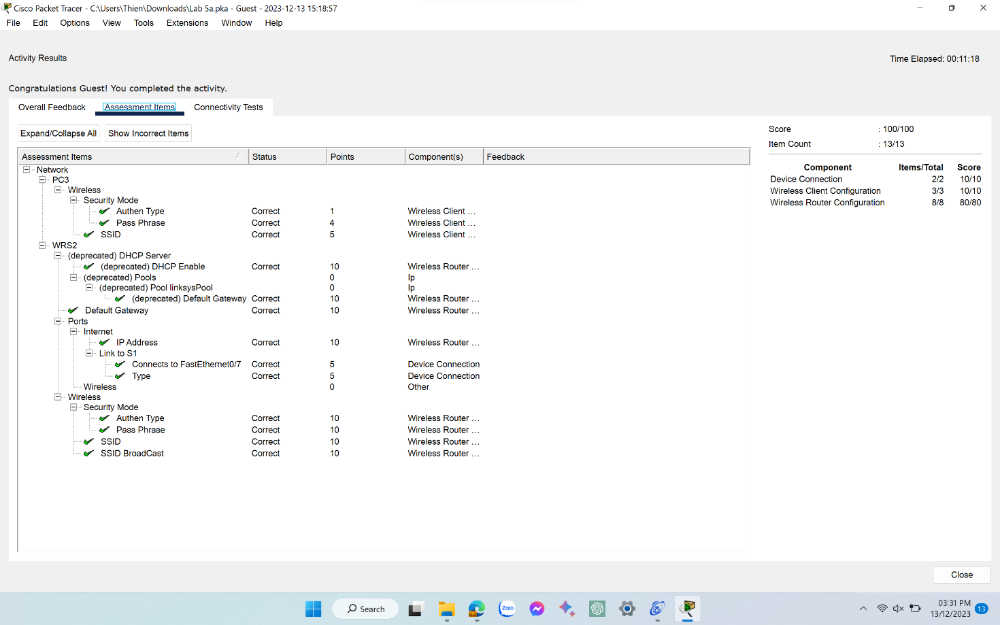 Cisco Packet Tracer - C:\Users\Thien\Downloads\Lab 5a.pka - Guest - 2023-12-13 15:18:57
File Edit Options View Tools Extensions Window Help
Activity Results
Time Elapsed: 00:11:18
Congratulations Guest! You completed the activity.
Overall Feedback Assessment Items Connectivity Tests
Expand/Collapse All Show Incorrect Items
Assessment Items Status Points Component(s) Feedback
Network
PC3
Wireless
Security Mode
Authen Type Correct 1 Wireless Client ...
Pass Phrase Correct 4 Wireless Client ...
SSID Correct 5 Wireless Client ...
WRS2
(deprecated) DHCP Server
(deprecated) DHCP Enable Correct 10 Wireless Router ...
(deprecated) Pools 0 Ip
(deprecated) Pool linksysPool 0 Ip
(deprecated) Default Gateway Correct 10 Wireless Router ...
Default Gateway Correct 10 Wireless Router ...
Ports
Internet
IP Address Correct 10 Wireless Router ...
Link to S1
Connects to FastEthernet0/7 Correct 5 Device Connection
Type Correct 5 Device Connection
Wireless 0 Other
Wireless
Security Mode
Authen Type Correct 10 Wireless Router ...
Pass Phrase Correct 10 Wireless Router ...
SSID Correct 10 Wireless Router ...
SSID BroadCast Correct 10 Wireless Router ...
Score : 100/100
Item Count : 13/13
Component Items/Total Score
Device Connection 2/2 10/10
Wireless Client Configuration 3/3 10/10
Wireless Router Configuration 8/8 80/80
Close
Search
Zalo
03:31 PM
13/12/2023
13